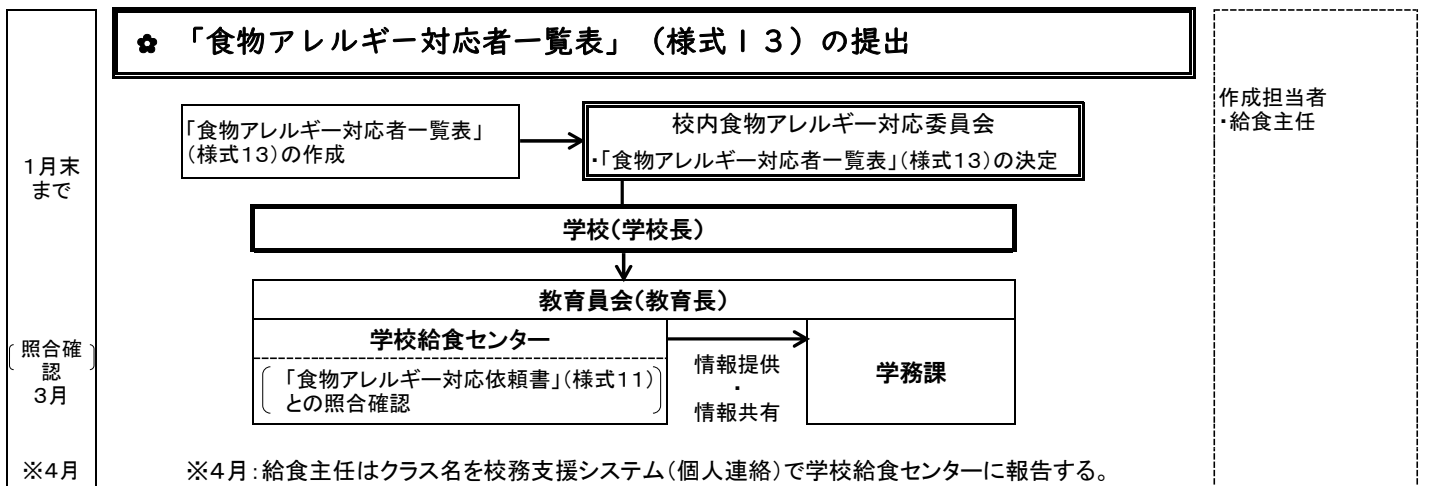 ✿ 「食物アレルギー対応者一覧表」（様式１３）の提出
作成担当者
・給食主任
「食物アレルギー対応者一覧表」
（様式13）の作成
校内食物アレルギー対応委員会
・「食物アレルギー対応者一覧表」（様式13）の決定
１月末
まで
学校（学校長）
教育員会（教育長）
学校給食センター
「食物アレルギー対応依頼書」（様式11）
との照合確認
情報提供
・
情報共有
学務課
照合確
認
３月
※４月
※４月：給食主任はクラス名を校務支援システム（個人連絡）で学校給食センターに報告する。